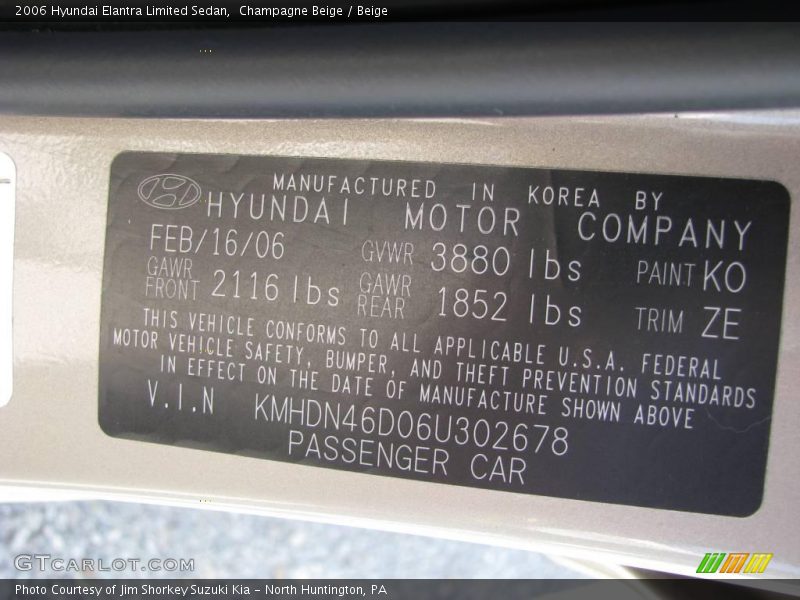 2006 Hyundai Elantra Limited Sedan,  Champagne Beige / Beige
MANUFACTURED IN KOREA BY
HYUNDAI MOTOR COMPANY
FEB/16/06 GVWR 3880 lbs PAINT KO
GAWR FRONT 2116 lbs GAWR REAR 1852 lbs TRIM ZE
THIS VEHICLE CONFORMS TO ALL APPLICABLE U.S.A. FEDERAL
MOTOR VEHICLE SAFETY, BUMPER, AND THEFT PREVENTION STANDARDS
IN EFFECT ON THE DATE OF MANUFACTURE SHOWN ABOVE
V.I.N KMHDN46D06U302678
PASSENGER CAR
GTCARLOT.COM
Photo Courtesy of Jim Shorkey Suzuki Kia - North Huntington, PA